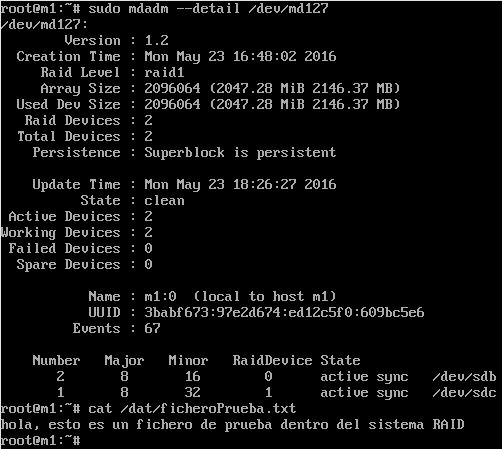 root@m1:~# sudo mdadm --detail /dev/md127
/dev/md127:
Version : 1.2
Creation Time : Mon May 23 16:48:02 2016
Raid Level : raid1
Array Size : 2096064 (2047.28 MiB 2146.37 MB)
Used Dev Size : 2096064 (2047.28 MiB 2146.37 MB)
Raid Devices : 2
Total Devices : 2
Persistence : Superblock is persistent
Update Time : Mon May 23 18:26:27 2016
State : clean
Active Devices : 2
Working Devices : 2
Failed Devices : 0
Spare Devices : 0
Name : m1:0  (local to host m1)
UUID : 3babf673:97e2d674:ed12c5f0:609bc5e6
Events : 67
Number   Major   Minor   RaidDevice State
2       8       16        0      active sync   /dev/sdb
1       8       32        1      active sync   /dev/sdc
root@m1:~# cat /dat/ficheroPrueba.txt
hola, esto es un fichero de prueba dentro del sistema RAID
root@m1:~#